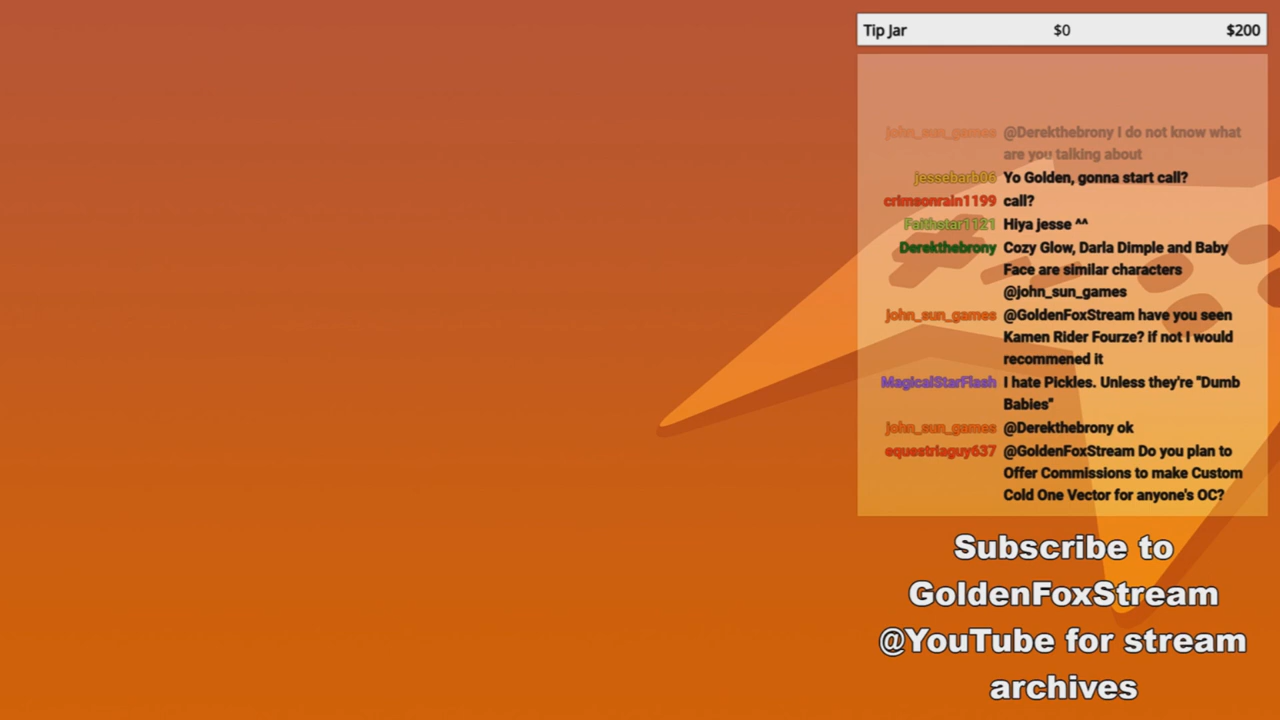 Tip Jar $0 $200
john_sun_games @Derekthebrony I do not know what
are you talking about
jessebarb06 Yo Golden, gonna start call?
crimsonrain1199 call?
Faithstar1121 Hiya jesse ^^
Derekthebrony Cozy Glow, Darla Dimple and Baby
Face are similar characters
@john_sun_games
john_sun_games @GoldenFoxStream have you seen
Kamen Rider Fourze? if not I would
recommened it
MagicalStarFlash I hate Pickles. Unless they're "Dumb
Babies"
john_sun_games @Derekthebrony ok
equestriaguy637 @GoldenFoxStream Do you plan to
Offer Commissions to make Custom
Cold One Vector for anyone's OC?
Subscribe to
GoldenFoxStream
@YouTube for stream
archives